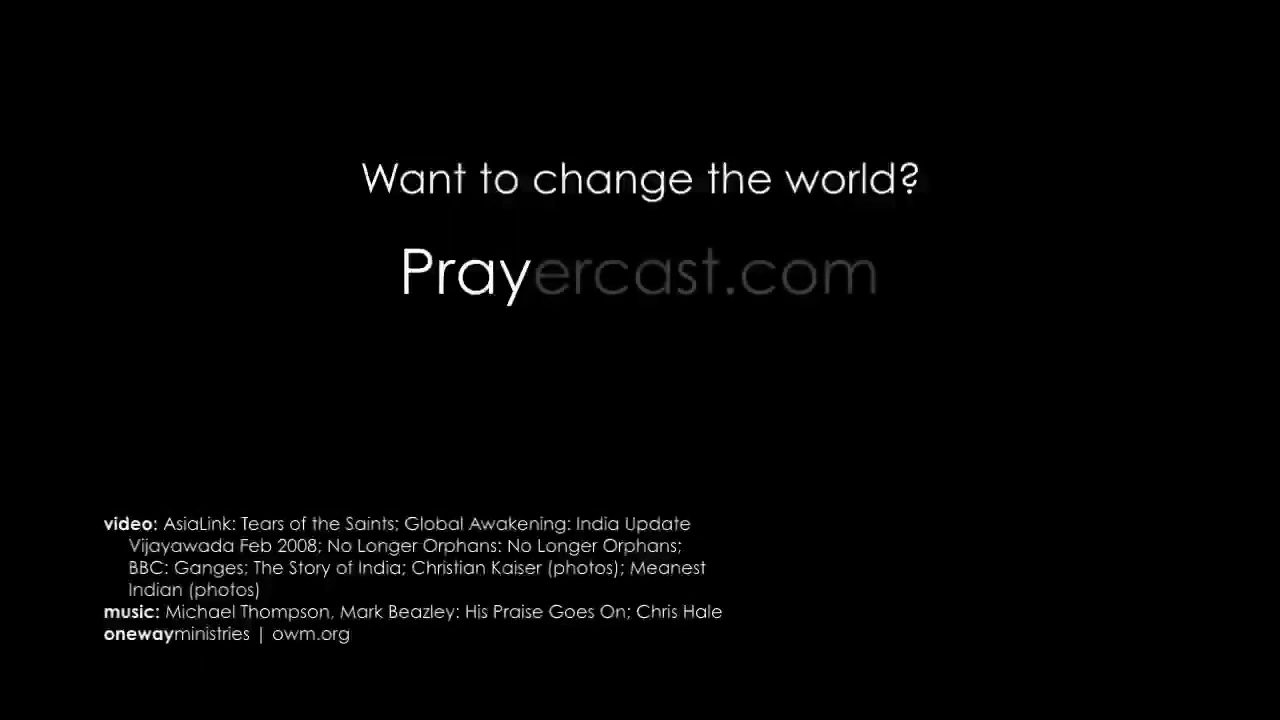 Want to change the world?
Prayercast.com
video: AsiaLink: Tears of the Saints; Global Awakening: India Update
Vijayawada Feb 2008; No Longer Orphans: No Longer Orphans;
BBC: Ganges; The Story of India; Christian Kaiser (photos); Meanest
Indian (photos)
music: Michael Thompson, Mark Beazley: His Praise Goes On; Chris Hale
onewayministries | owm.org